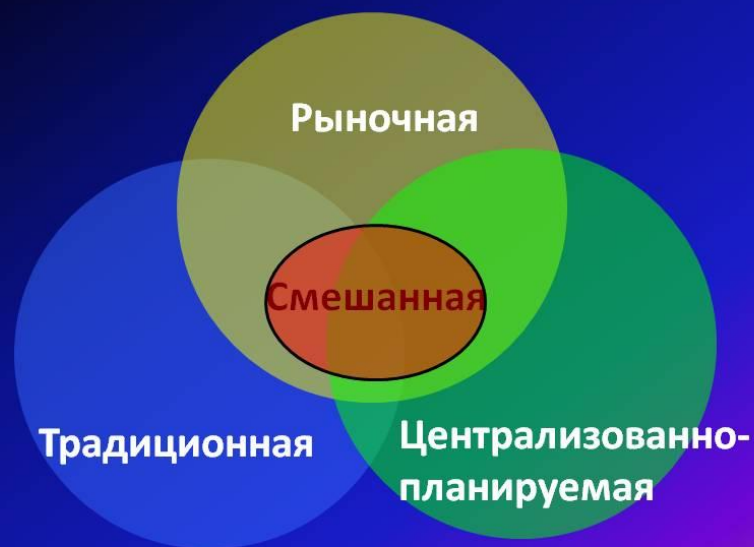 Рыночная
Смешанная
Традиционная
Централизованно-
планируемая